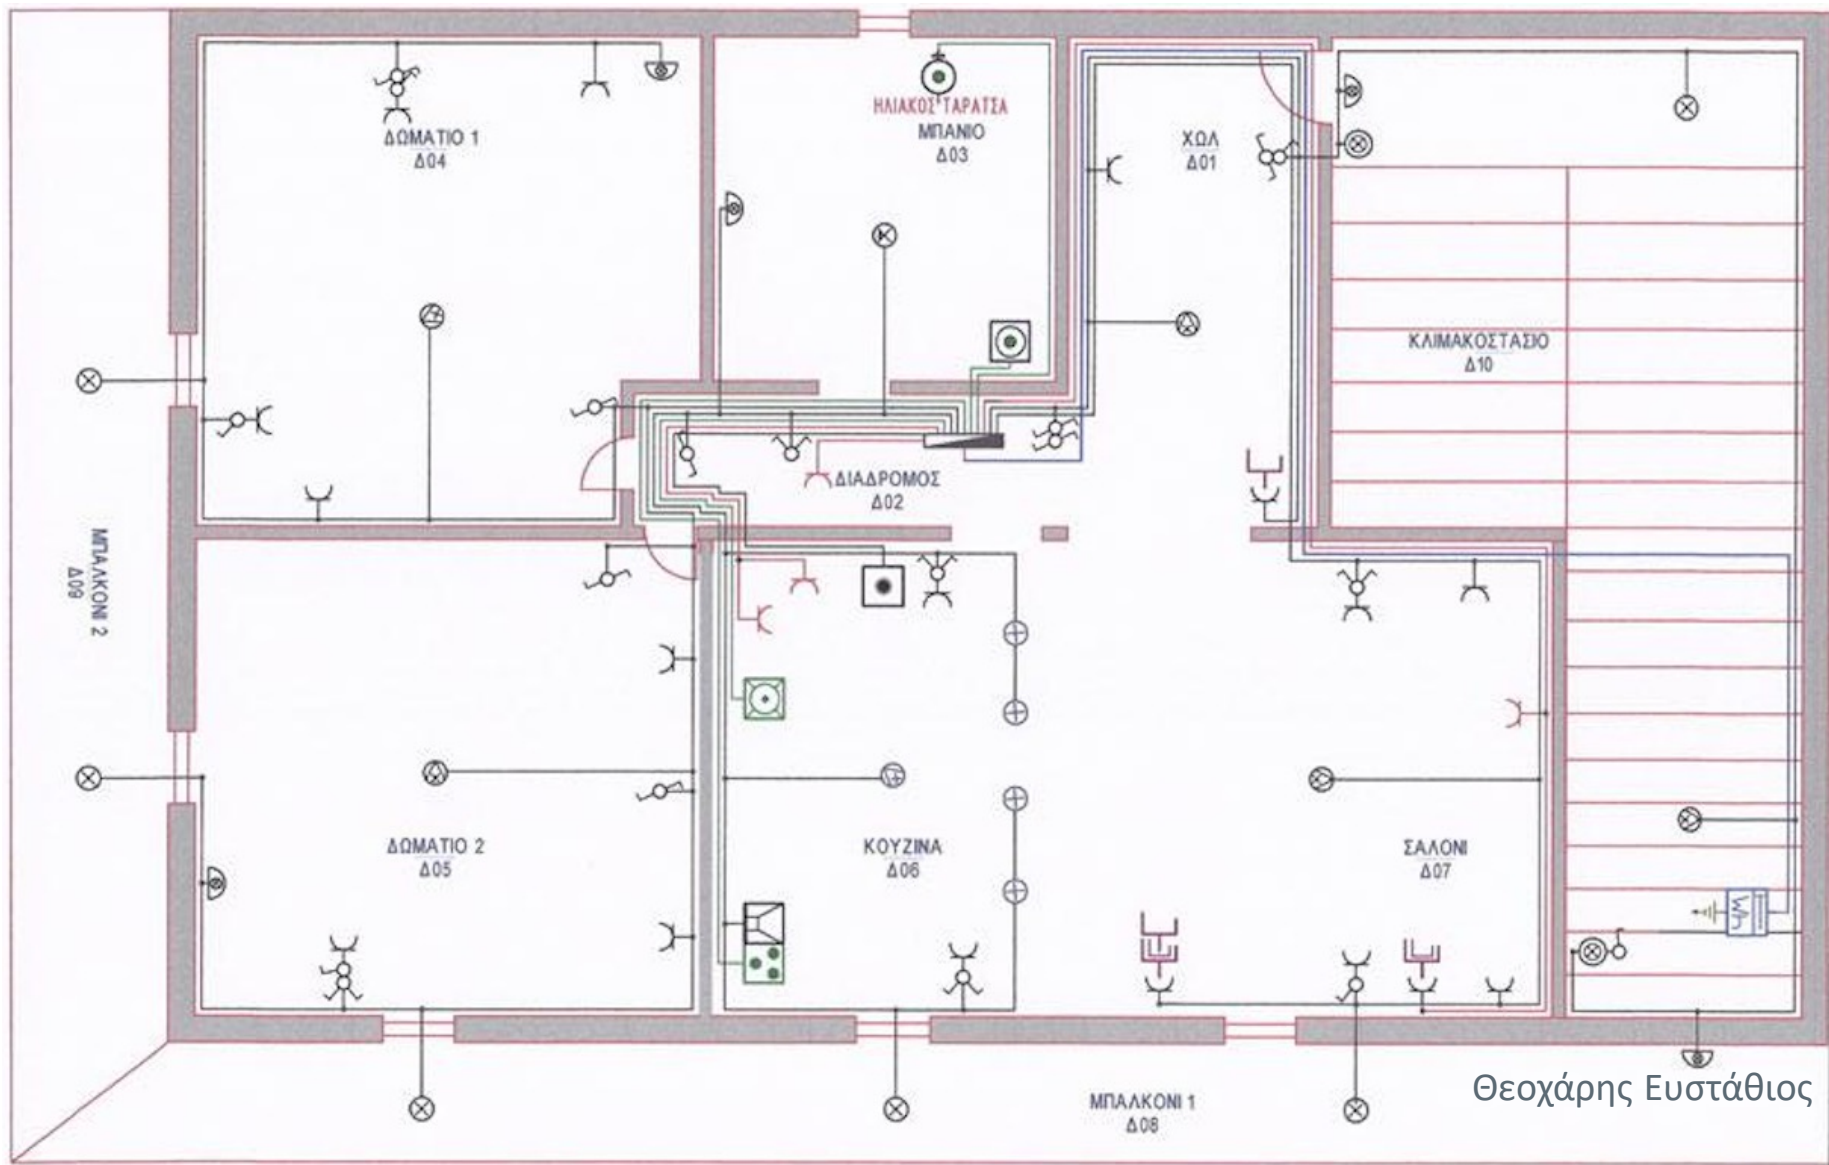 ΗΛΙΑΚΟΣ ΤΑΡΑΤΣΑ
ΜΠΑΝΙΟ
Δ03
ΔΩΜΑΤΙΟ 1
Δ04
ΧΩΛ
Δ01
ΚΛΙΜΑΚΟΣΤΑΣΙΟ
Δ10
ΔΙΑΔΡΟΜΟΣ
Δ02
ΜΠΑΛΚΟΝΙ 2
Δ09
ΔΩΜΑΤΙΟ 2
Δ05
ΚΟΥΖΙΝΑ
Δ06
ΣΑΛΟΝΙ
Δ07
Wh
ΜΠΑΛΚΟΝΙ 1
Δ08
Θεοχάρης Ευστάθιος